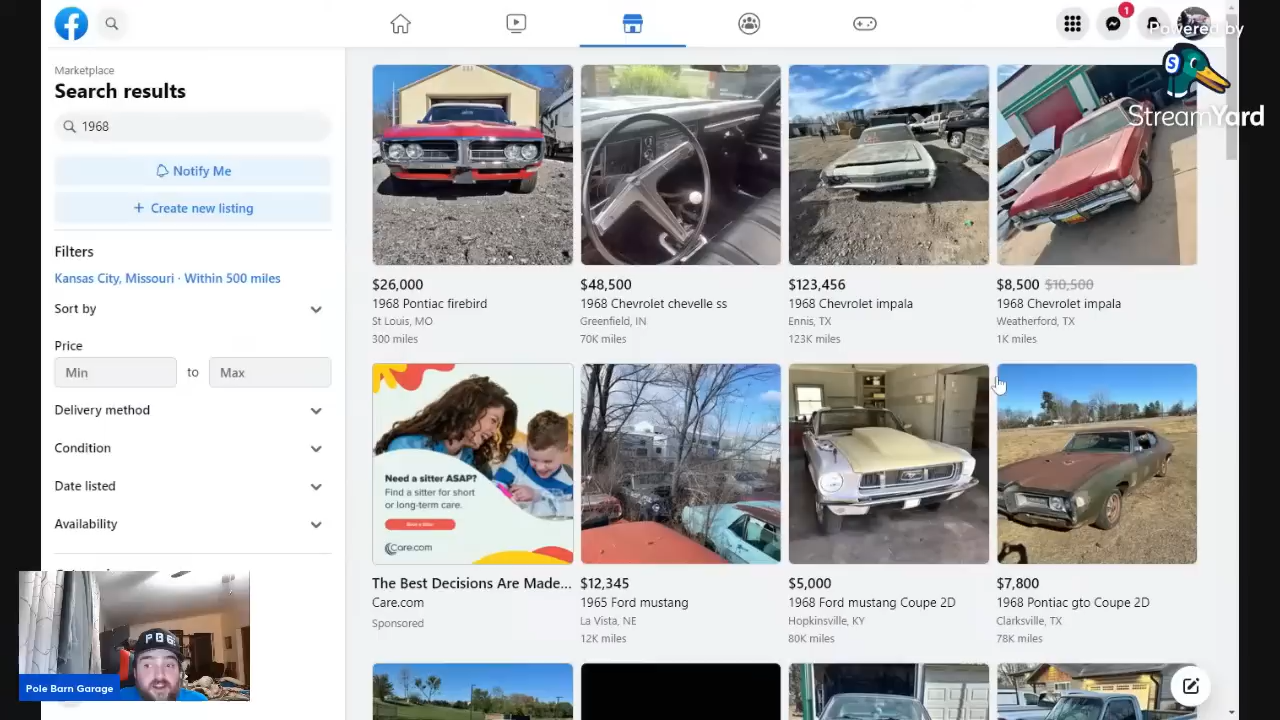 1
Powered by
StreamYard
Marketplace
Search results
1968
Notify Me
+ Create new listing
Filters
Kansas City, Missouri · Within 500 miles
Sort by
Price
Min
to
Max
Delivery method
Condition
Date listed
Availability
$26,000
1968 Pontiac firebird
St Louis, MO
300 miles
$48,500
1968 Chevrolet chevelle ss
Greenfield, IN
70K miles
$123,456
1968 Chevrolet impala
Ennis, TX
123K miles
$8,500 $10,500
1968 Chevrolet impala
Weatherford, TX
1K miles
Need a sitter ASAP?
Find a sitter for short
or long-term care.
Care.com
The Best Decisions Are Made...
Care.com
Sponsored
$12,345
1965 Ford mustang
La Vista, NE
12K miles
$5,000
1968 Ford mustang Coupe 2D
Hopkinsville, KY
80K miles
$7,800
1968 Pontiac gto Coupe 2D
Clarksville, TX
78K miles
Pole Barn Garage